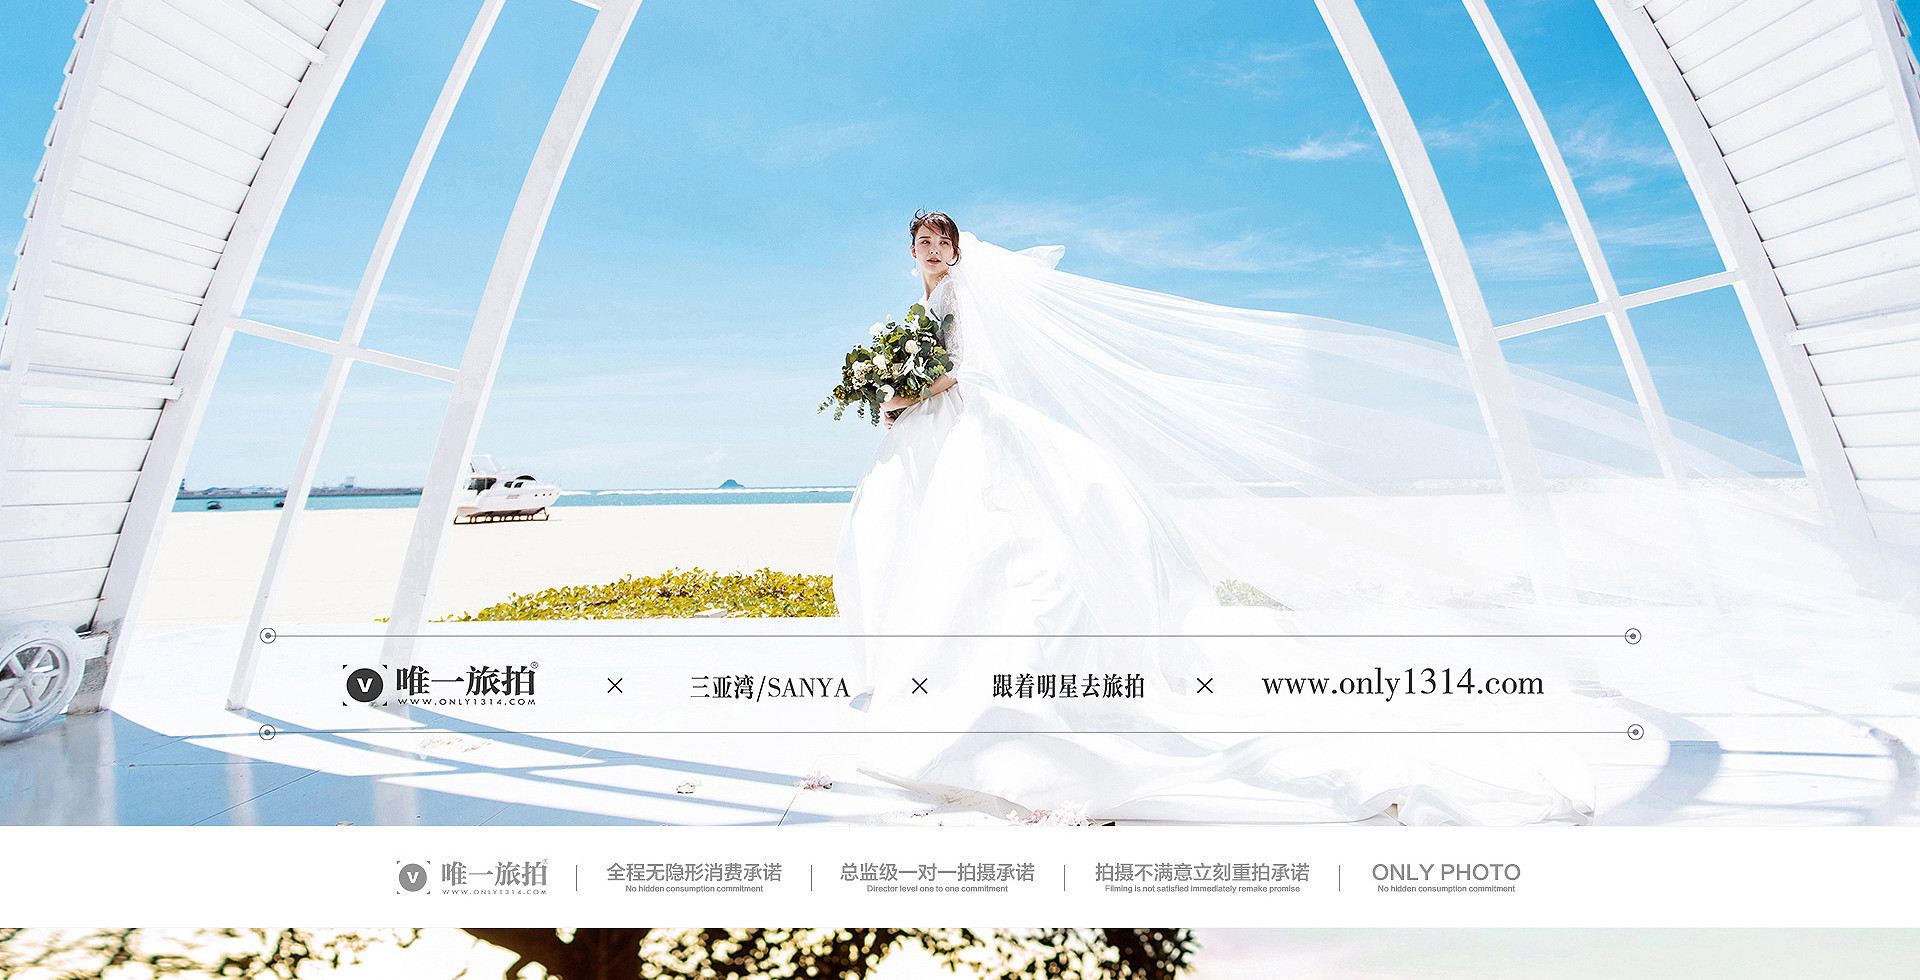 V 唯一旅拍®
WWW.ONLY1314.COM
×
三亚湾/SANYA
×
跟着明星去旅拍
×
www.only1314.com
V 唯一旅拍®
WWW.ONLY1314.COM
全程无隐形消费承诺
No hidden consumption commitment
总监级一对一拍摄承诺
Director level one to one commitment
拍摄不满意立刻重拍承诺
Filming is not satisfied immediately remake promise
ONLY PHOTO
No hidden consumption commitment